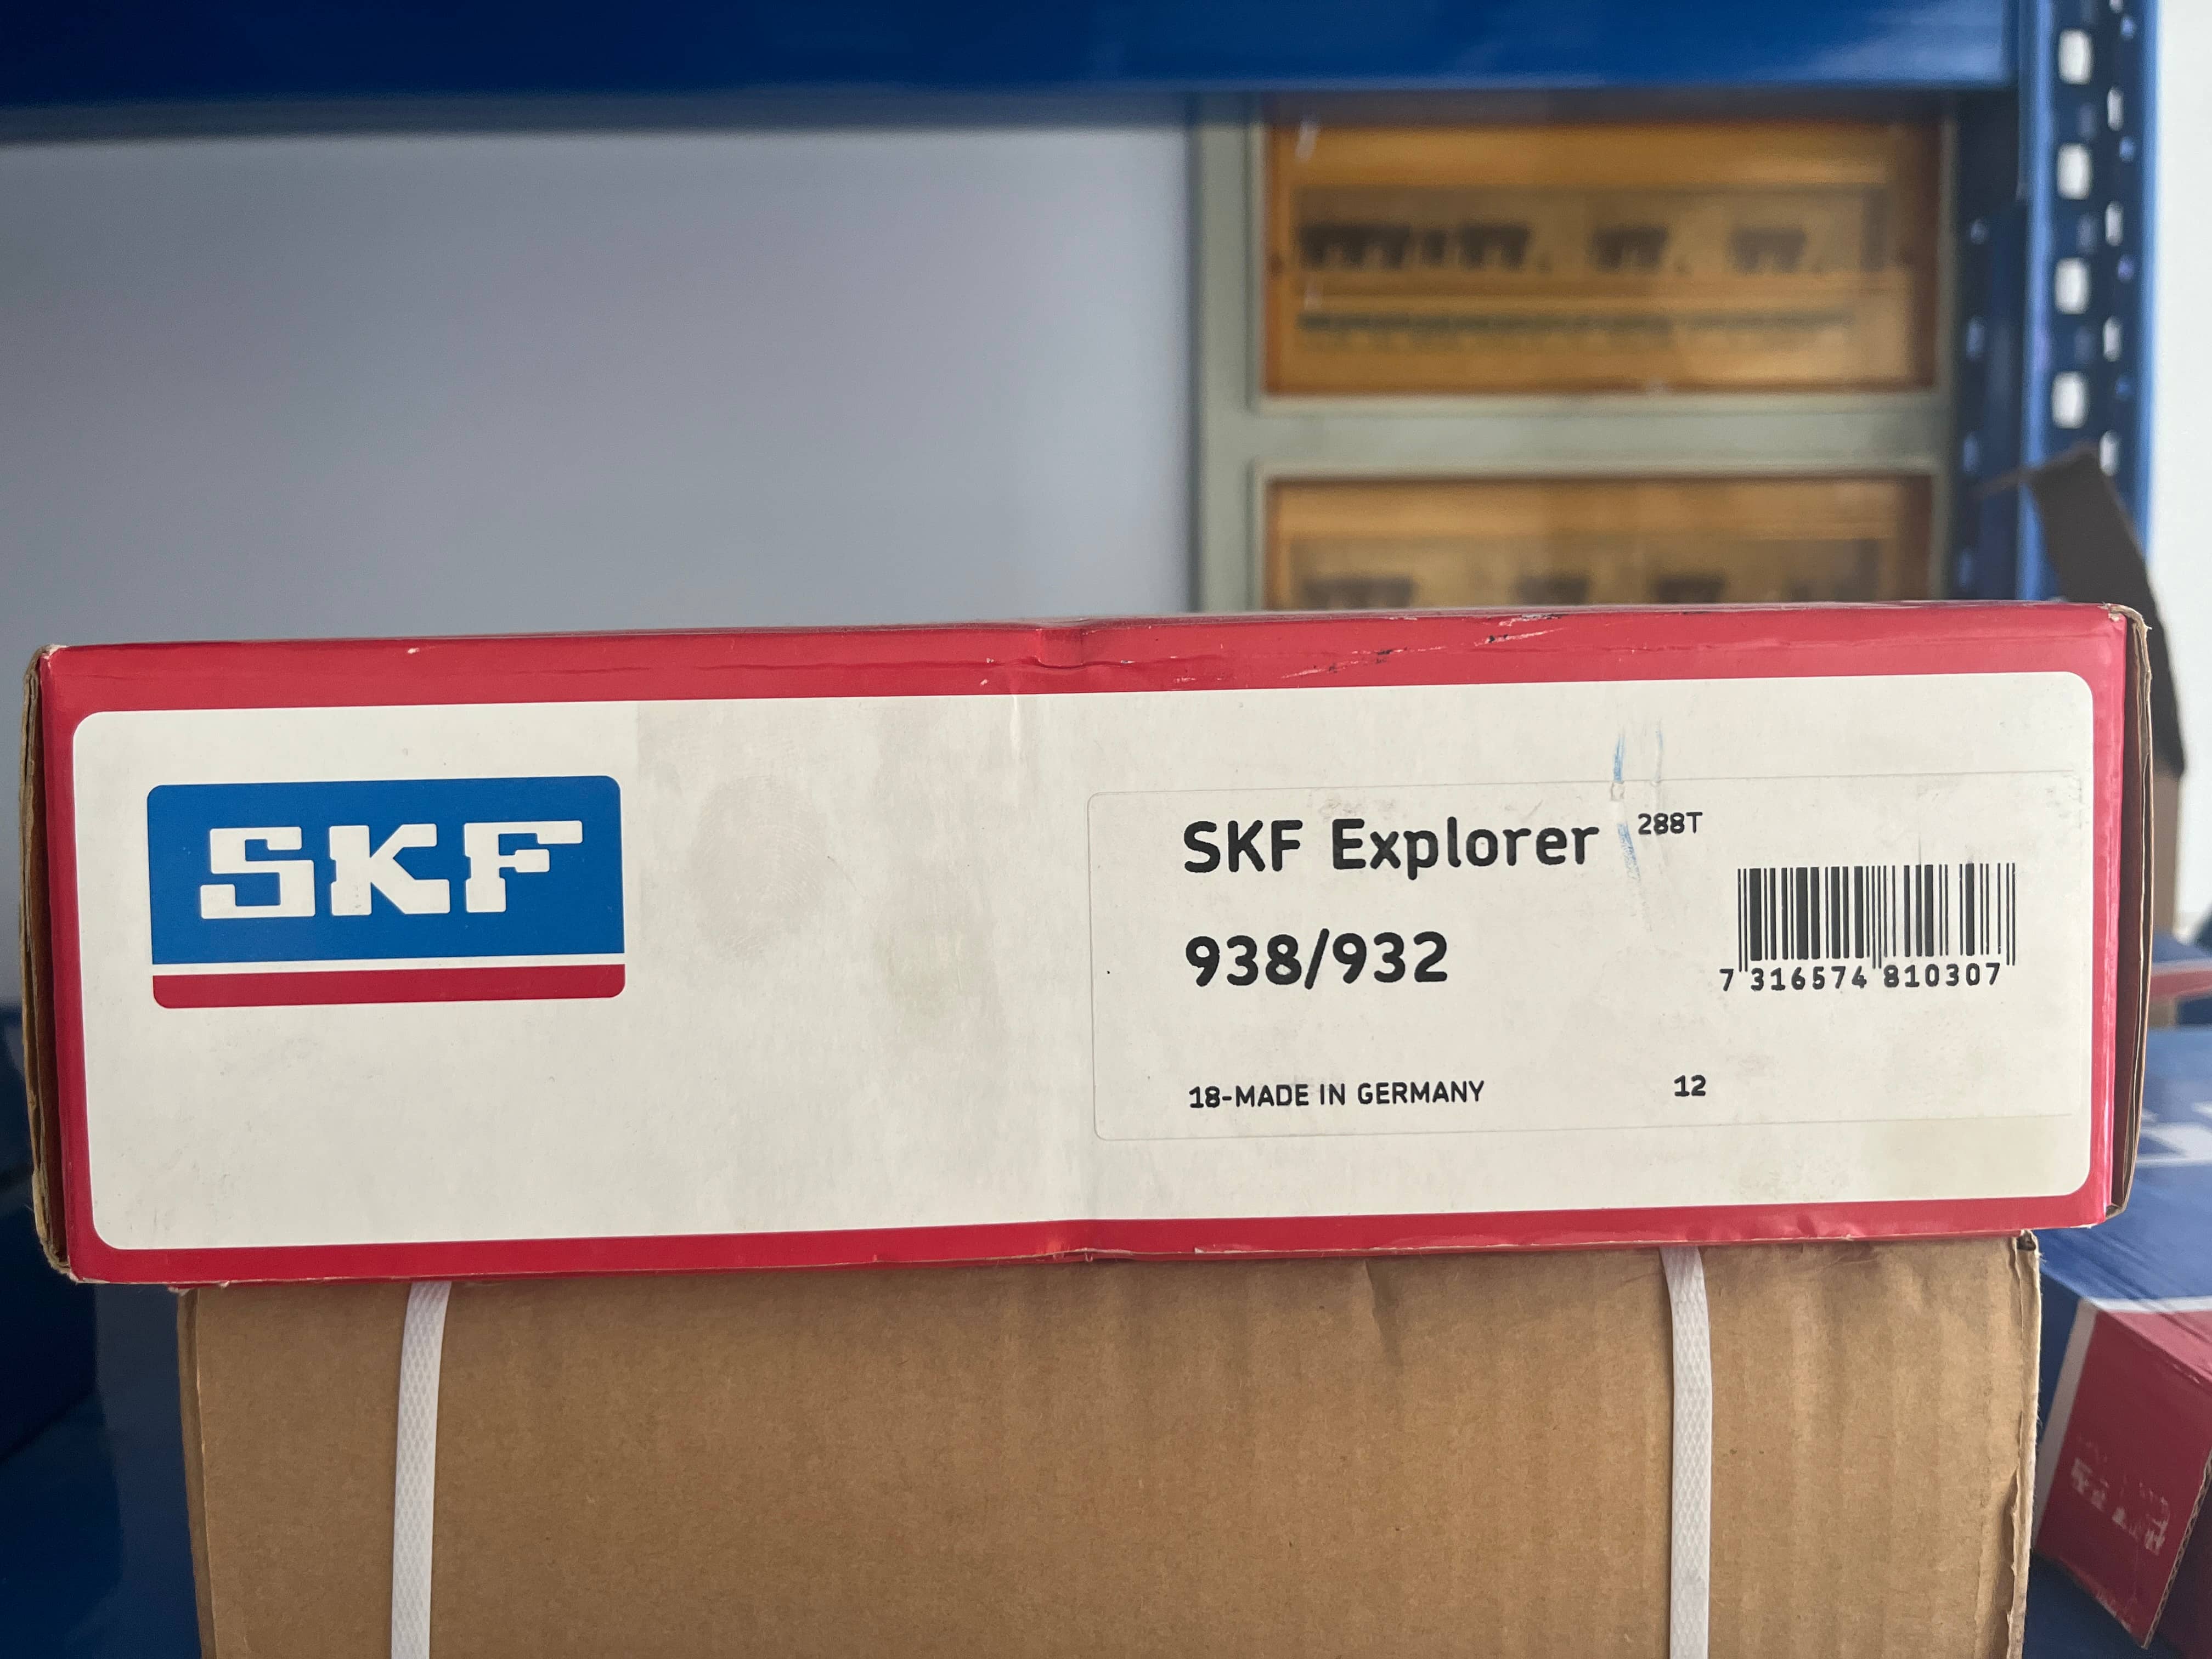 SKF
SKF Explorer 288T
938/932
7 316574 810307
18-MADE IN GERMANY 12